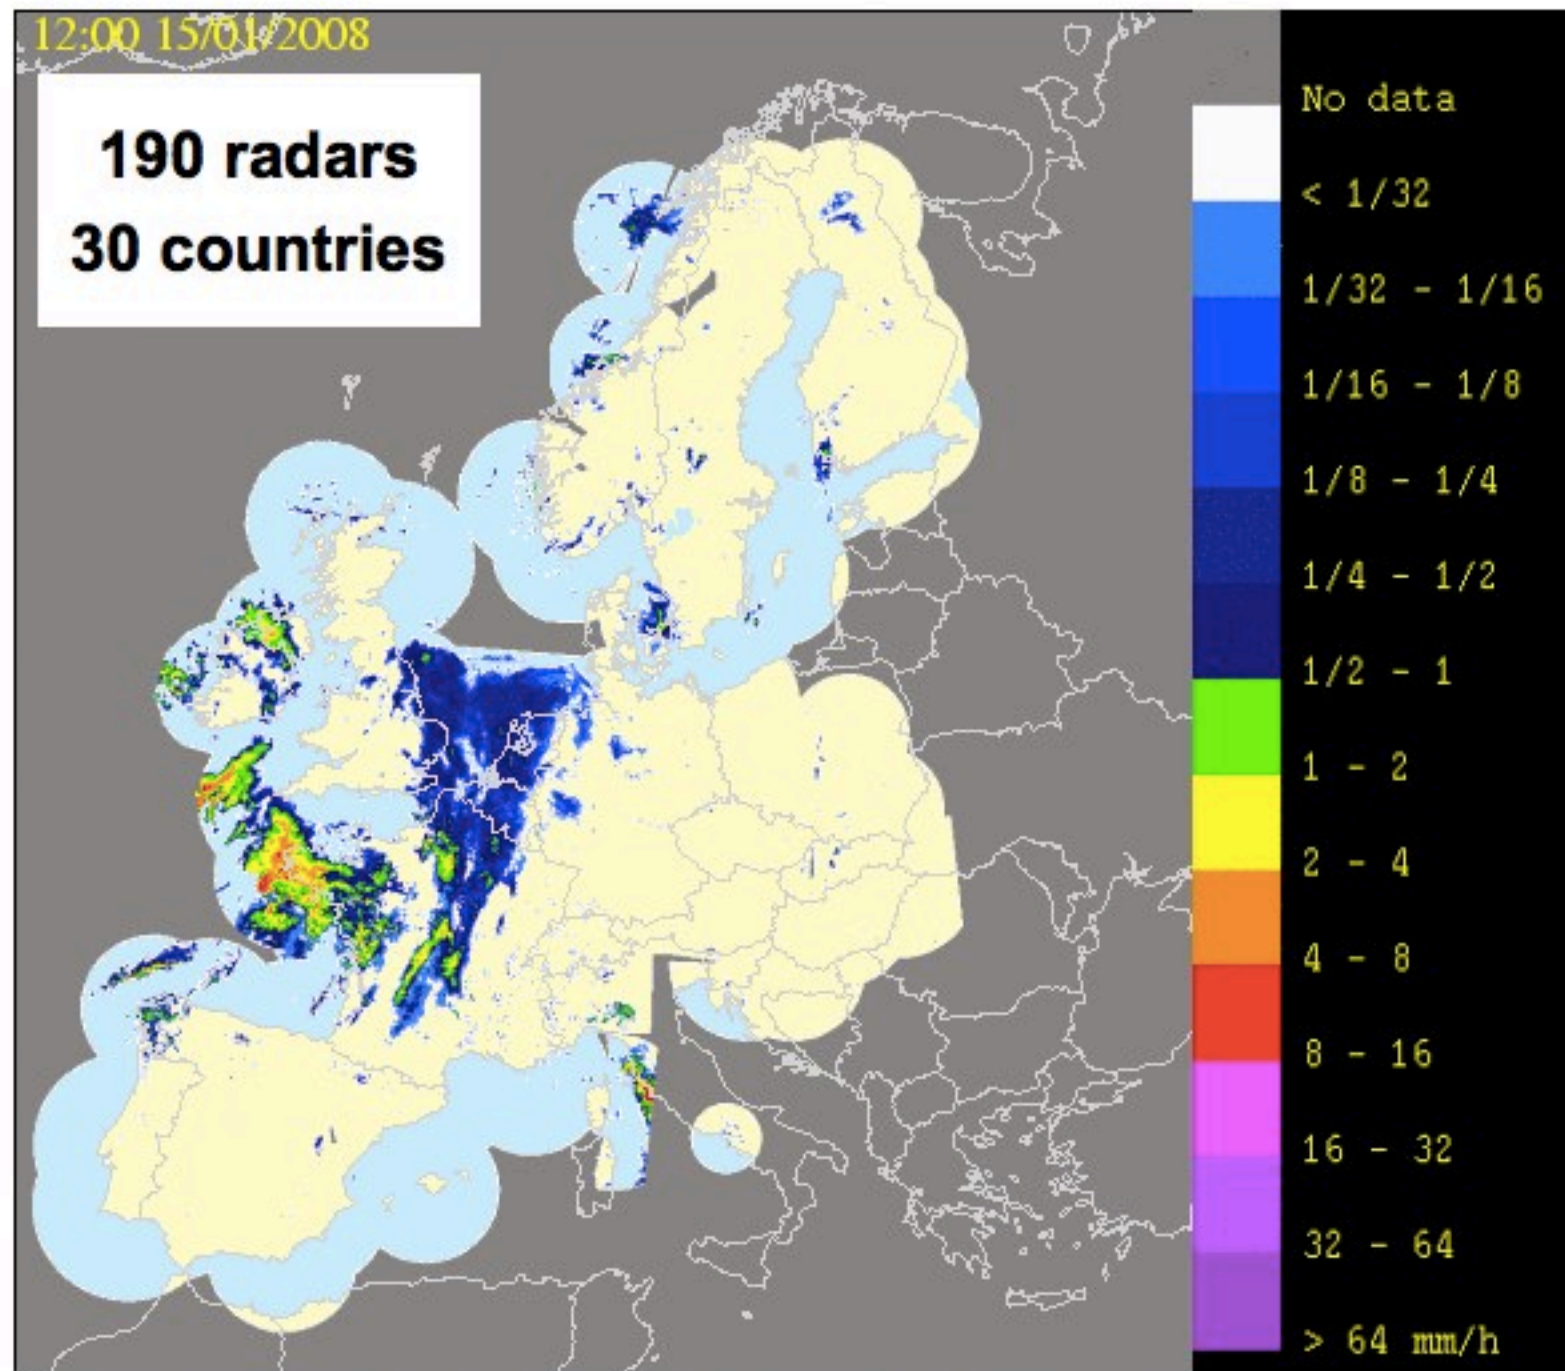 12:00 15/01/2008
190 radars
30 countries
No data
< 1/32
1/32 - 1/16
1/16 - 1/8
1/8 - 1/4
1/4 - 1/2
1/2 - 1
1 - 2
2 - 4
4 - 8
8 - 16
16 - 32
32 - 64
> 64 mm/h